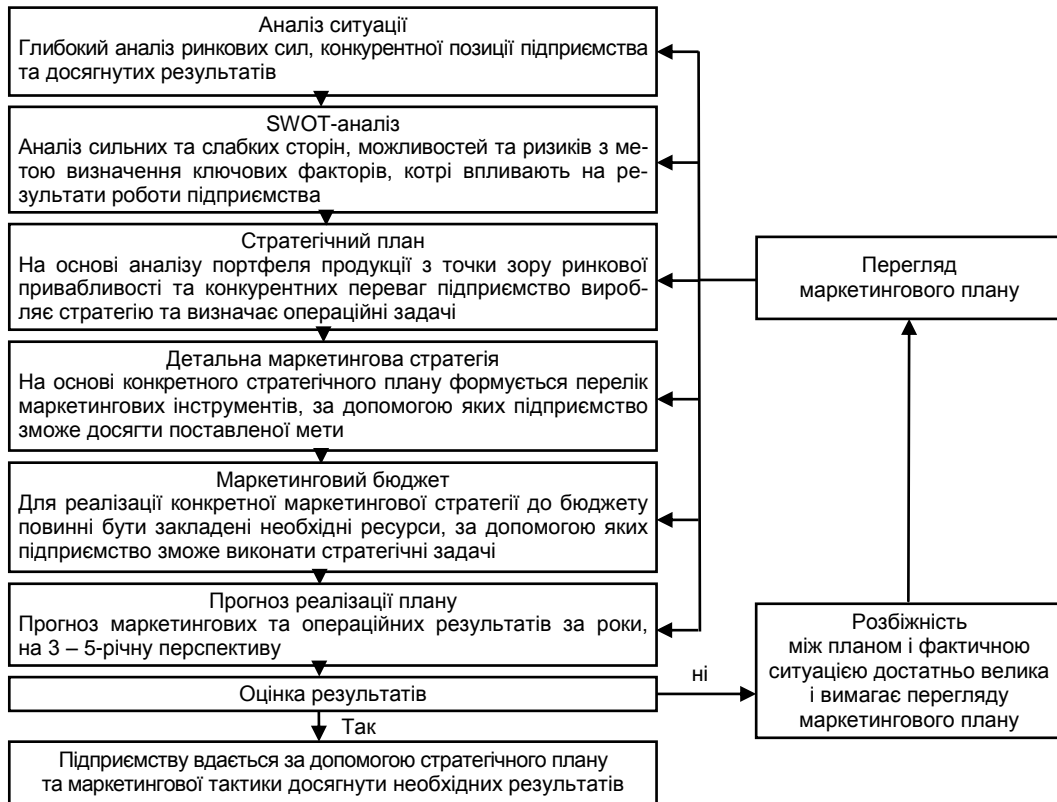 Аналіз ситуації
Глибокий аналіз ринкових сил, конкурентної позиції підприємства
та досягнутих результатів
SWOT-аналіз
Аналіз сильних та слабких сторін, можливостей та ризиків з ме-
тою визначення ключових факторів, котрі впливають на ре-
зультати роботи підприємства
Стратегічний план
На основі аналізу портфеля продукції з точки зору ринкової
привабливості та конкурентних переваг підприємство вироб-
ляє стратегію та визначає операційні задачі
Перегляд
маркетингового плану
Детальна маркетингова стратегія
На основі конкретного стратегічного плану формується перелік
маркетингових інструментів, за допомогою яких підприємство
зможе досягти поставленої мети
Маркетинговий бюджет
Для реалізації конкретної маркетингової стратегії до бюджету
повинні бути закладені необхідні ресурси, за допомогою яких
підприємство зможе виконати стратегічні задачі
Прогноз реалізації плану
Прогноз маркетингових та операційних результатів за роки,
на 3 – 5-річну перспективу
Оцінка результатів
ні
Розбіжність
між планом і фактичною
ситуацією достатньо велика
і вимагає перегляду
маркетингового плану
Так
Підприємству вдається за допомогою стратегічного плану
та маркетингової тактики досягнути необхідних результатів